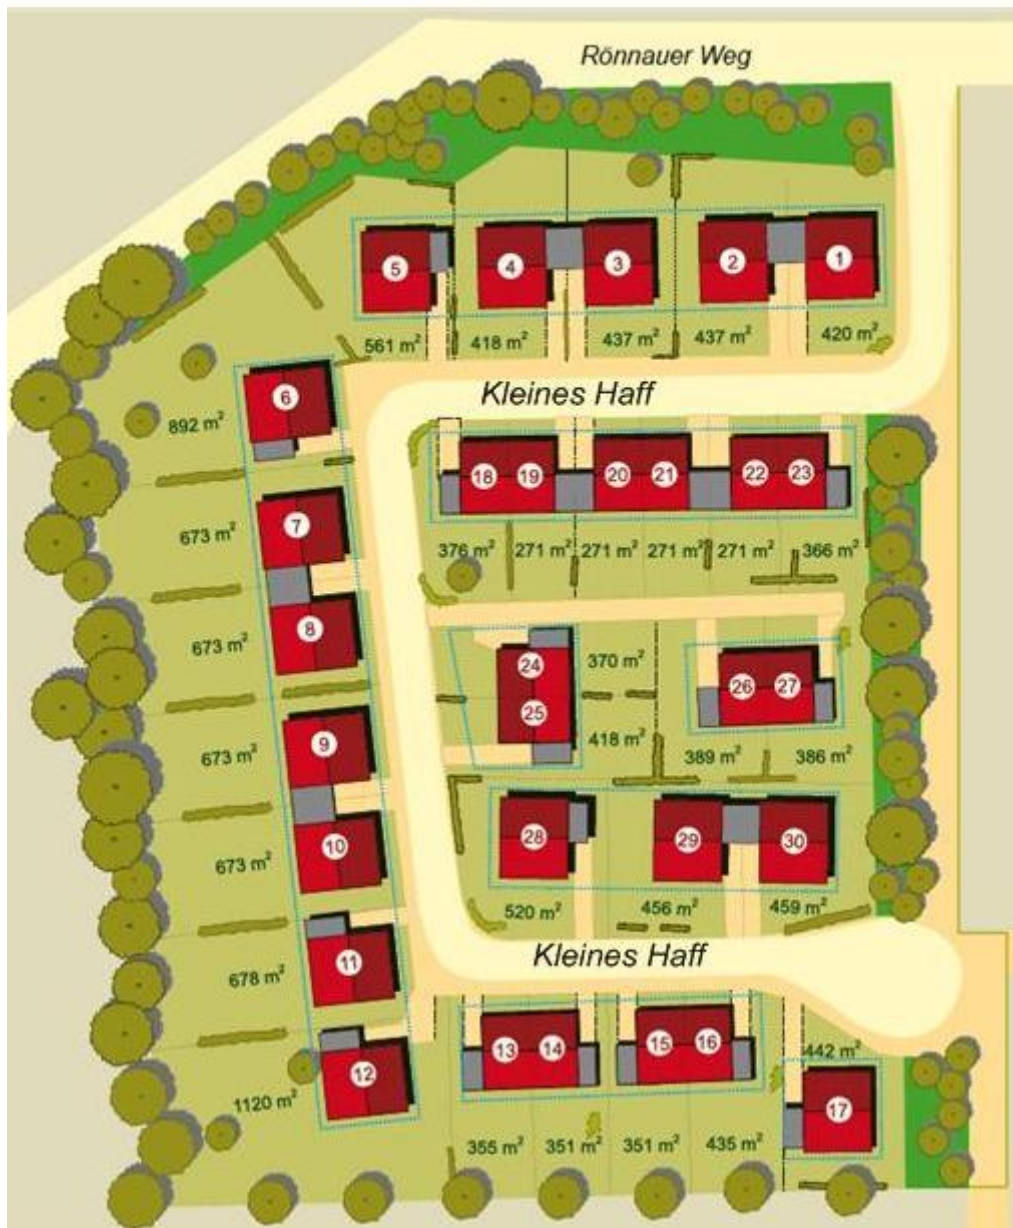 Rönnauer Weg
5
4
3
2
1
561 m²
418 m²
437 m²
437 m²
420 m²
Kleines Haff
6
892 m²
18
19
20
21
22
23
376 m²
271 m²
271 m²
271 m²
271 m²
366 m²
7
673 m²
8
673 m²
24
370 m²
25
418 m²
26
27
389 m²
386 m²
9
673 m²
10
673 m²
28
29
30
520 m²
456 m²
459 m²
Kleines Haff
11
678 m²
12
1120 m²
13
14
15
16
442 m²
17
355 m²
351 m²
351 m²
435 m²